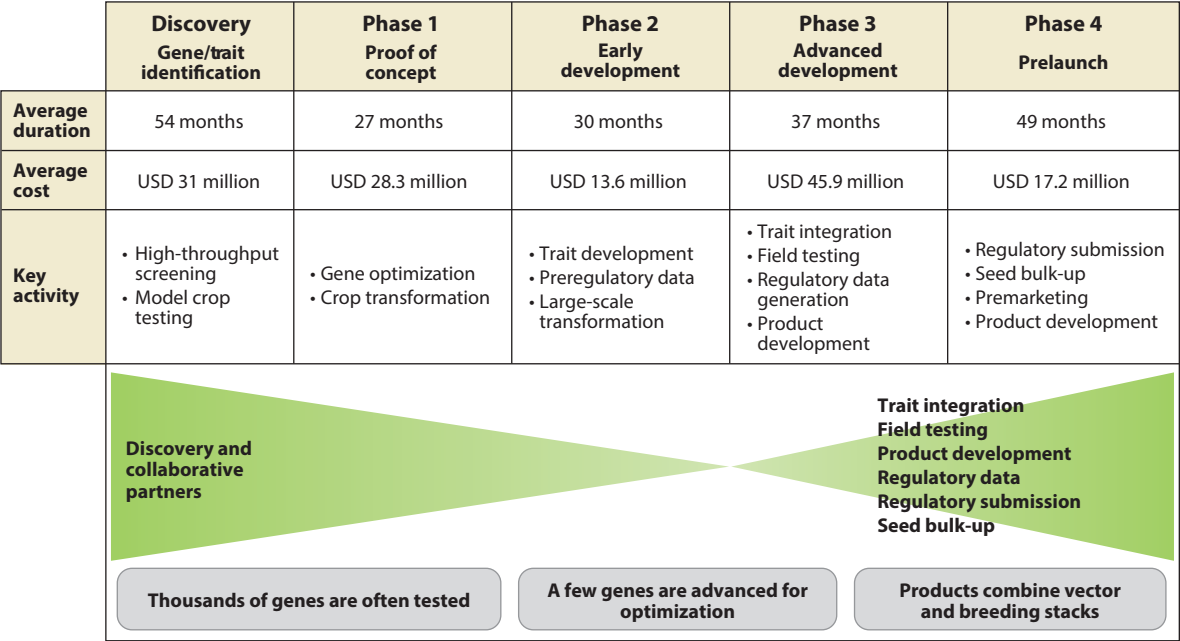 Discovery
Gene/trait
identification
Phase 1
Proof of
concept
Phase 2
Early
development
Phase 3
Advanced
development
Phase 4
Prelaunch
Average
duration
54 months
27 months
30 months
37 months
49 months
Average
cost
USD 31 million
USD 28.3 million
USD 13.6 million
USD 45.9 million
USD 17.2 million
Key
activity
• High-throughput
screening
• Model crop
testing
• Gene optimization
• Crop transformation
• Trait development
• Preregulatory data
• Large-scale
transformation
• Trait integration
• Field testing
• Regulatory data
generation
• Product
development
• Regulatory submission
• Seed bulk-up
• Premarketing
• Product development
Discovery and
collaborative
partners
Trait integration
Field testing
Product development
Regulatory data
Regulatory submission
Seed bulk-up
Thousands of genes are often tested
A few genes are advanced for
optimization
Products combine vector
and breeding stacks